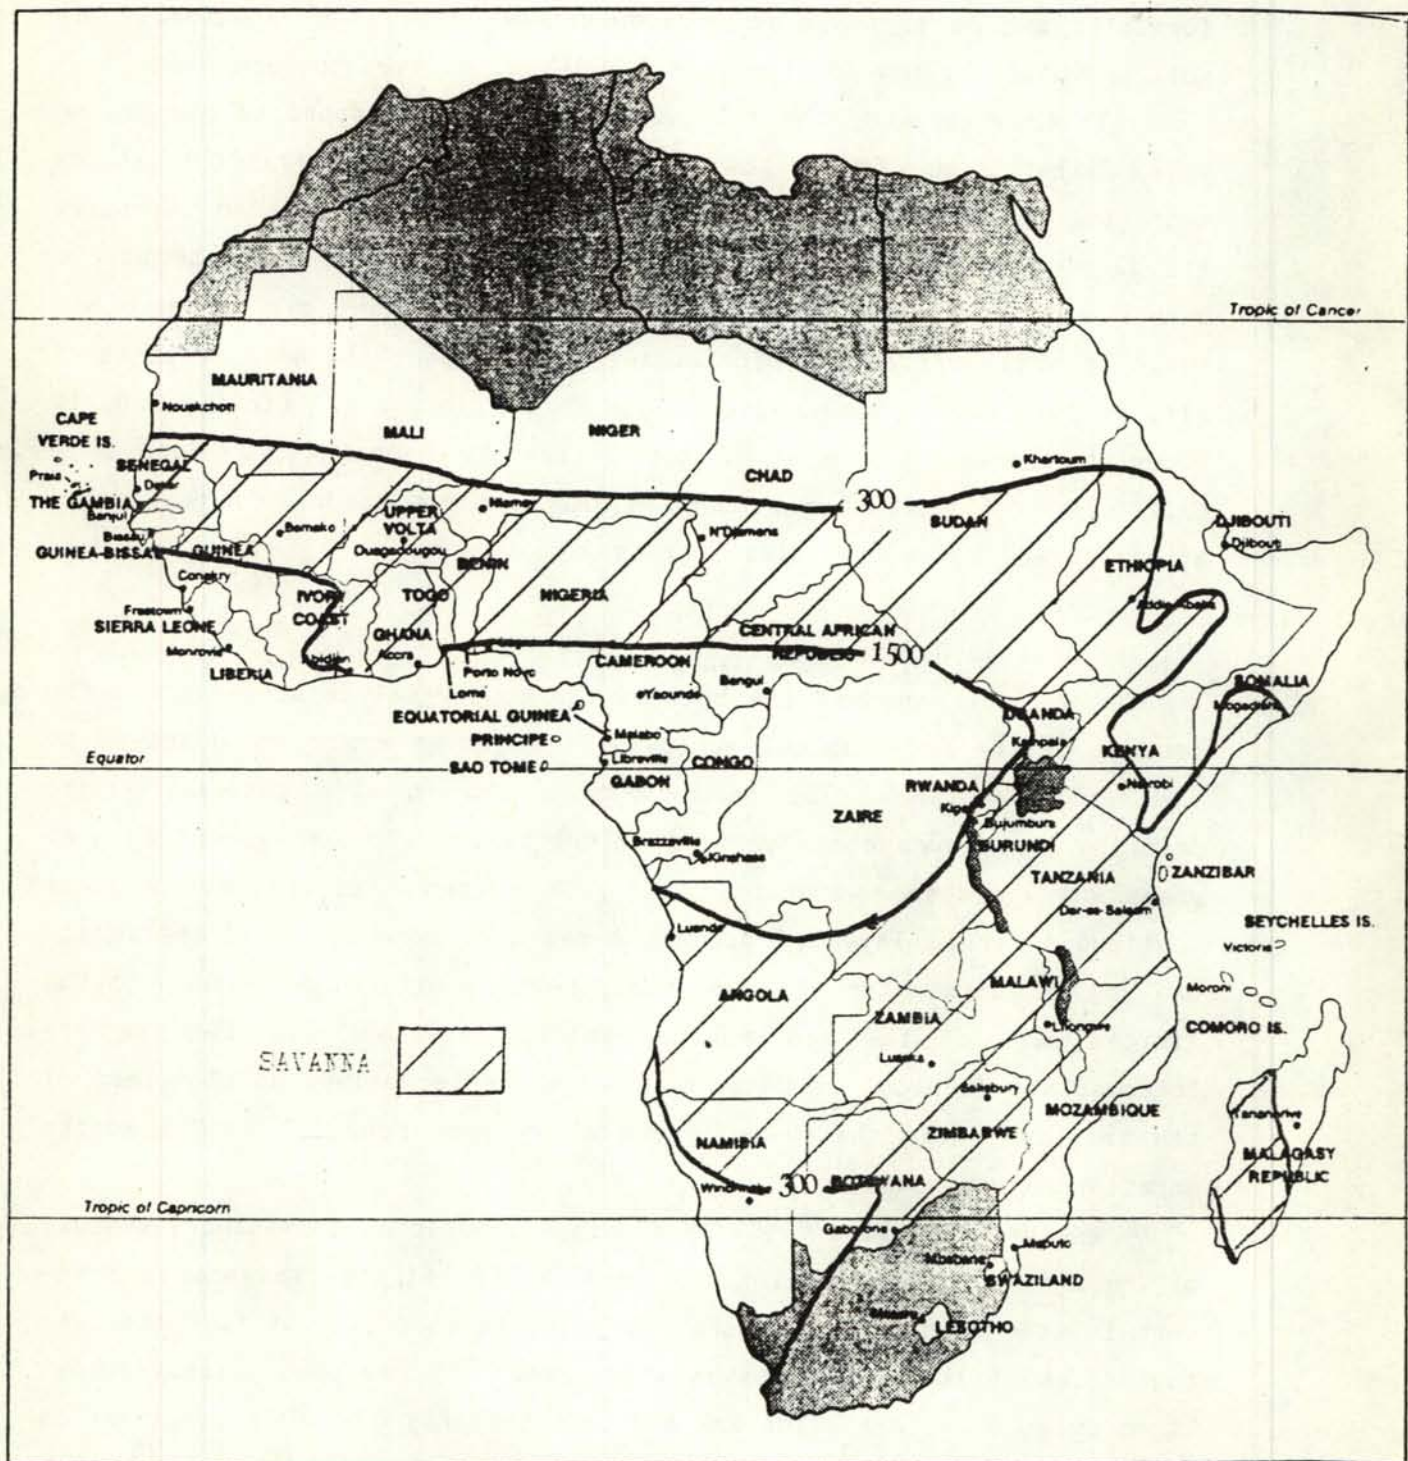 Tropic of Cancer
MAURITANIA
Nouakchott
CAPE
VERDE IS.
Praia
MALI
NIGER
CHAD
Khartoum
SENEGAL
Dakar
THE GAMBIA
Banjul
Bissau
GUINEA-BISSAU
GUINEA
Bamako
UPPER
VOLTA
Ouagadougou
Niamey
300
SUDAN
N'Djamena
DJIBOUTI
Djibouti
ETHIOPIA
Addis Ababa
BENIN
Conakry
Freetown
SIERRA LEONE
Monrovia
LIBERIA
IVORY
COAST
Abidjan
TOGO
GHANA
Accra
NIGERIA
CENTRAL AFRICAN
REPUBLIC
1500
CAMEROON
Porto Novo
Lome
Yaounde
Bangui
EQUATORIAL GUINEA
Malabo
PRINCIPE
SAO TOME
Libreville
GABON
CONGO
UGANDA
Kampala
KENYA
Nairobi
SOMALIA
Mogadishu
Equator
RWANDA
Kigali
ZAIRE
Bujumbura
BURUNDI
Brazzaville
Kinshasa
TANZANIA
ZANZIBAR
Dar-es-Salaam
SEYCHELLES IS.
Victoria
Luanda
ANGOLA
MALAWI
Lilongwe
Moroni
COMORO IS.
ZAMBIA
Lusaka
SAVANNA
Salisbury
MOZAMBIQUE
ZIMBABWE
Tananarive
MALAGASY
REPUBLIC
NAMIBIA
Windhoek
300
BOTSWANA
Tropic of Capricorn
Gaborone
Maputo
Mbabane
SWAZILAND
Maseru
LESOTHO